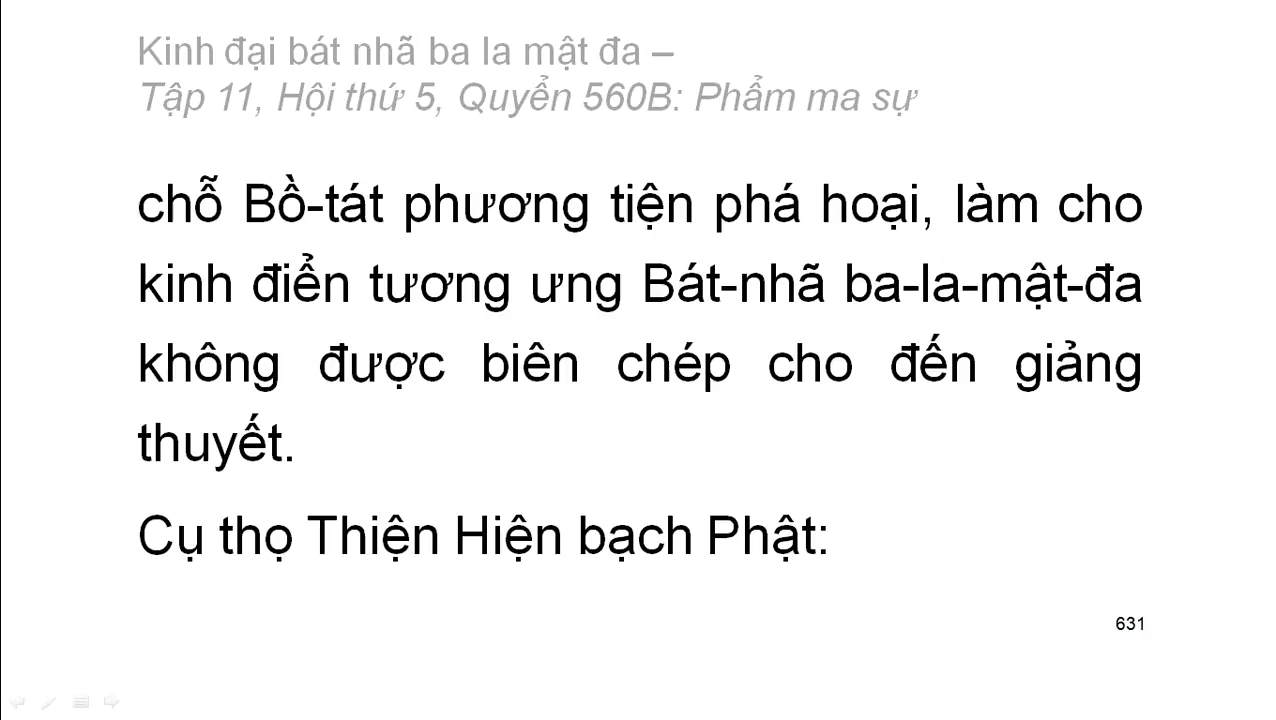 Kinh đại bát nhã ba la mật đa –
Tập 11, Hội thứ 5, Quyển 560B: Phẩm ma sự
chỗ Bồ-tát phương tiện phá hoại, làm cho
kinh điển tương ưng Bát-nhã ba-la-mật-đa
không được biên chép cho đến giảng
thuyết.
Cụ thọ Thiện Hiện bạch Phật:
631